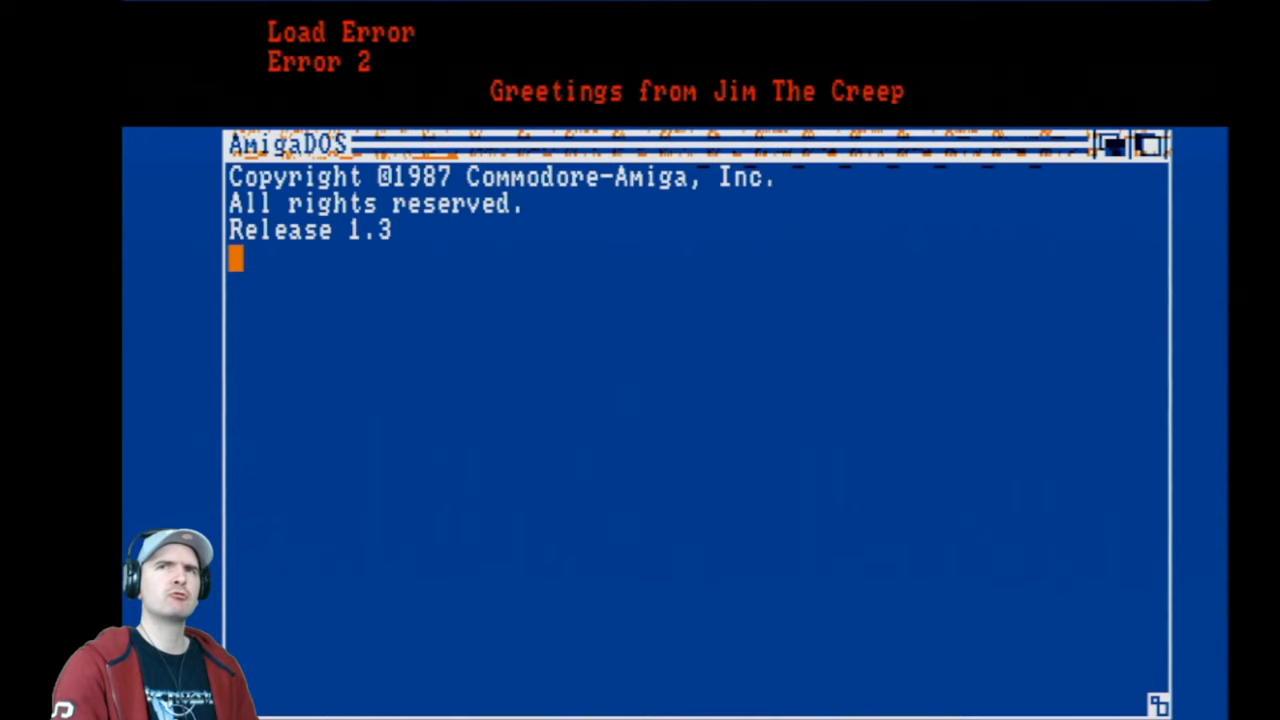 Load Error
Error 2
Greetings from Jim The Creep
AmigaDOS
Copyright ©1987 Commodore-Amiga, Inc.
All rights reserved.
Release 1.3